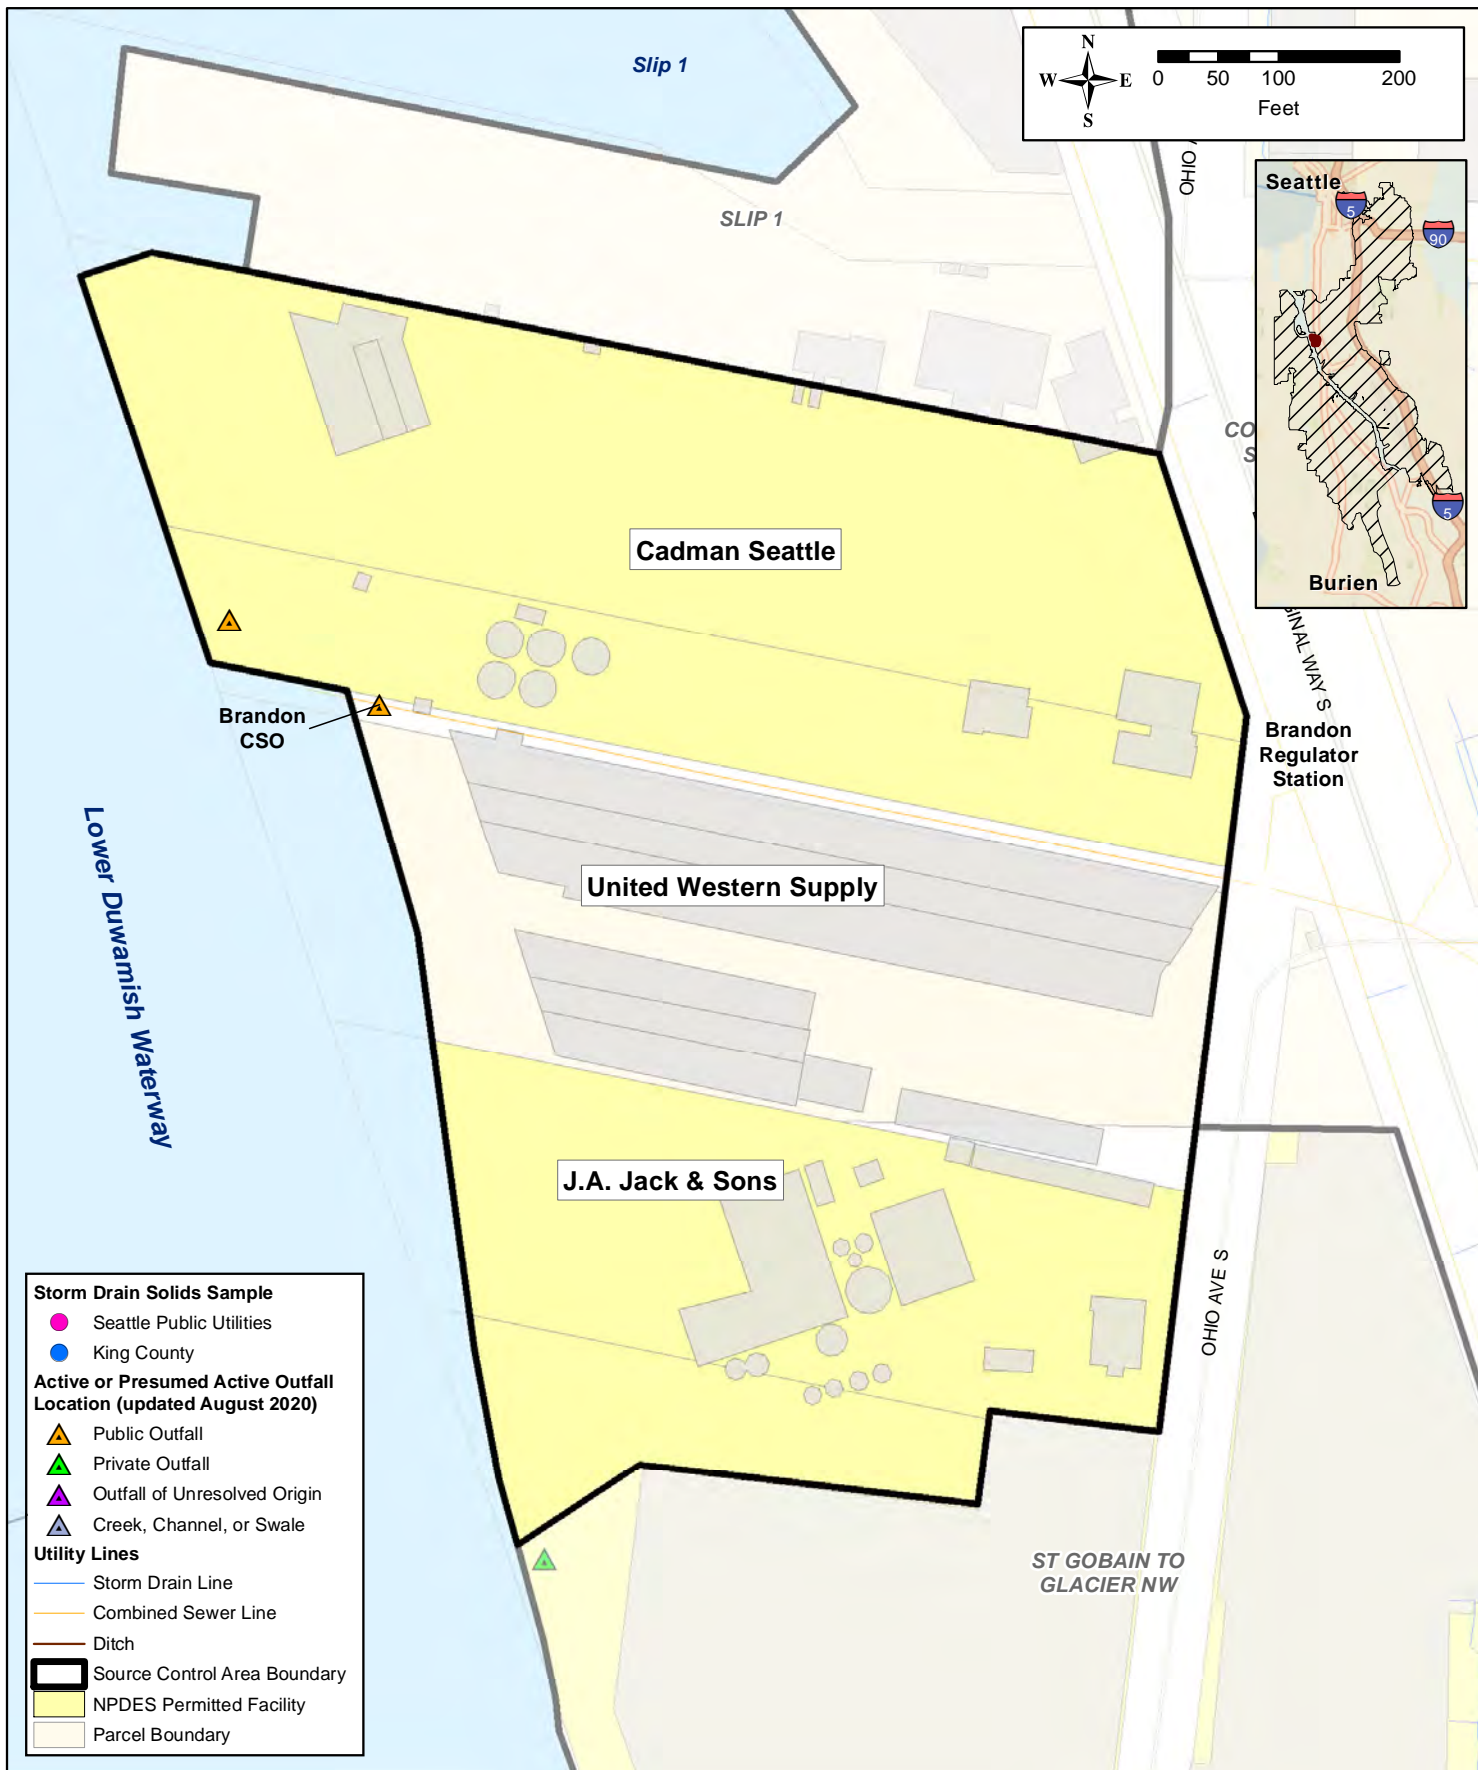 Slip 1
N
W
E
S
0
50
100
200
Feet
OHIO A
SLIP 1
Seattle
5
90
5
Burien
CO
S
Cadman Seattle
GINAL WAY S
Brandon
CSO
Brandon
Regulator
Station
Lower Duwamish Waterway
United Western Supply
J.A. Jack & Sons
OHIO AVE S
ST GOBAIN TO
GLACIER NW
Storm Drain Solids Sample
Seattle Public Utilities
King County
Active or Presumed Active Outfall
Location (updated August 2020)
Public Outfall
Private Outfall
Outfall of Unresolved Origin
Creek, Channel, or Swale
Utility Lines
Storm Drain Line
Combined Sewer Line
Ditch
Source Control Area Boundary
NPDES Permitted Facility
Parcel Boundary